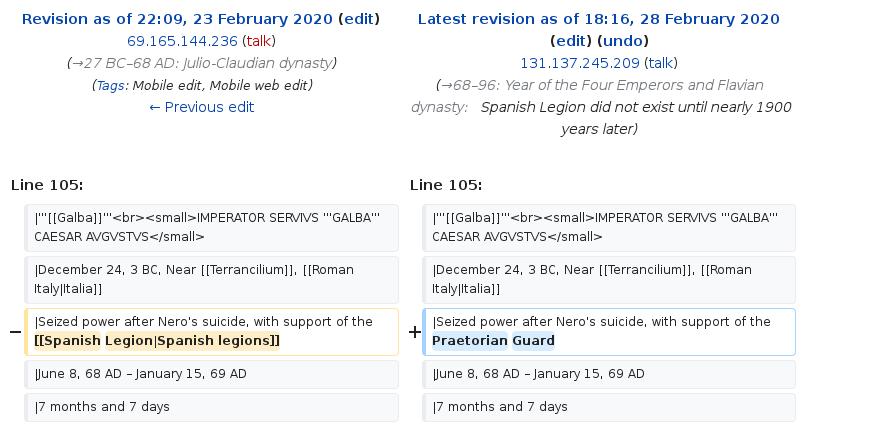 Revision as of 22:09, 23 February 2020 (edit)
69.165.144.236 (talk)
(→27 BC–68 AD: Julio-Claudian dynasty)
(Tags: Mobile edit, Mobile web edit)
← Previous edit
Latest revision as of 18:16, 28 February 2020
(edit) (undo)
131.137.245.209 (talk)
(→68–96: Year of the Four Emperors and Flavian
dynasty: Spanish Legion did not exist until nearly 1900
years later)
Line 105:
Line 105:
|'''[[Galba]]'''<br><small>IMPERATOR SERVIVS '''GALBA'''
CAESAR AVGVSTVS</small>
|'''[[Galba]]'''<br><small>IMPERATOR SERVIVS '''GALBA'''
CAESAR AVGVSTVS</small>
|December 24, 3 BC, Near [[Terrancilium]], [[Roman
Italy|Italia]]
|December 24, 3 BC, Near [[Terrancilium]], [[Roman
Italy|Italia]]
− |Seized power after Nero's suicide, with support of the
[[Spanish Legion|Spanish legions]]
+ |Seized power after Nero's suicide, with support of the
Praetorian Guard
|June 8, 68 AD – January 15, 69 AD
|June 8, 68 AD – January 15, 69 AD
|7 months and 7 days
|7 months and 7 days